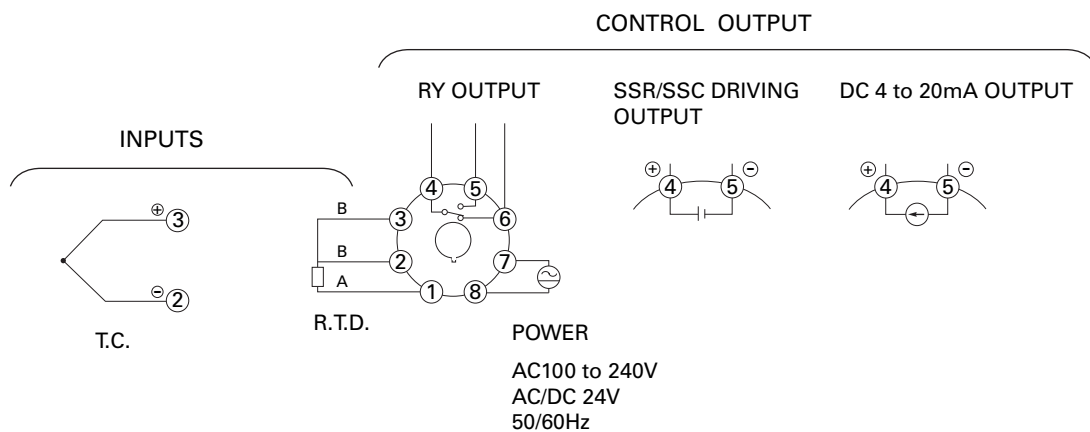 CONTROL OUTPUT
RY OUTPUT
SSR/SSC DRIVING
OUTPUT
DC 4 to 20mA OUTPUT
INPUTS
⊕ 3
⊖ 2
T.C.
B
B
A
R.T.D.
4 5
3 6
2 7
1 8
POWER
AC100 to 240V
AC/DC 24V
50/60Hz
⊕ ⊖
4 5
⊕ ⊖
4 5